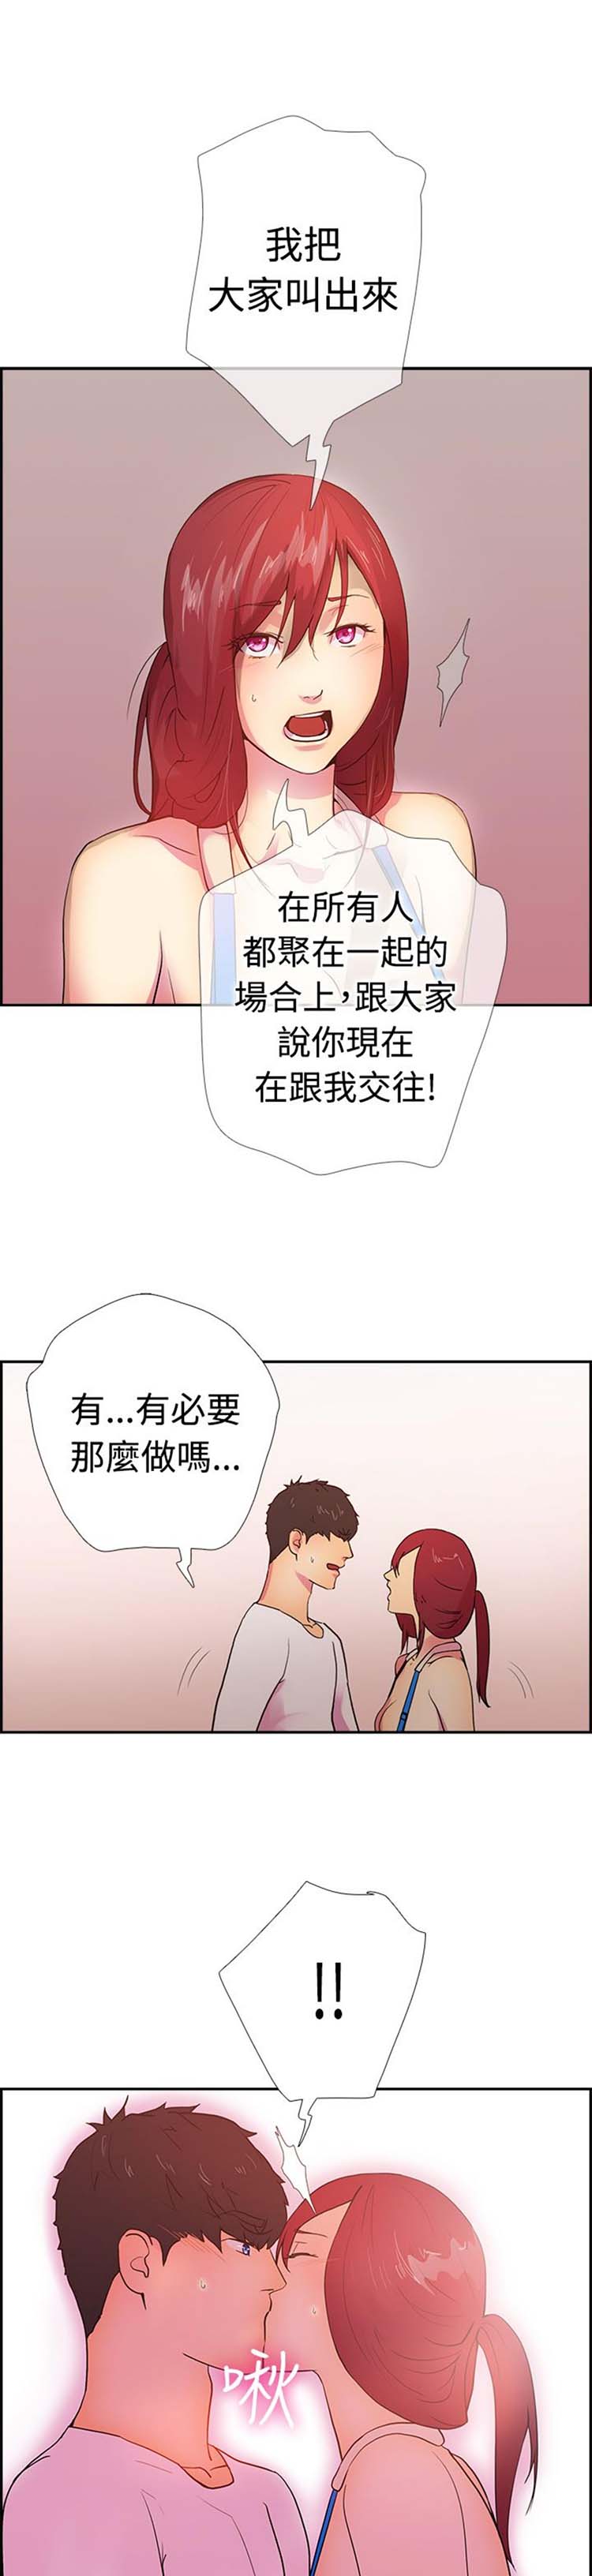 我把
大家叫出來
在所有人
都聚在一起的
場合上，跟大家
說你現在
在跟我交往!
有...有必要
那麼做嗎...
!!
啾